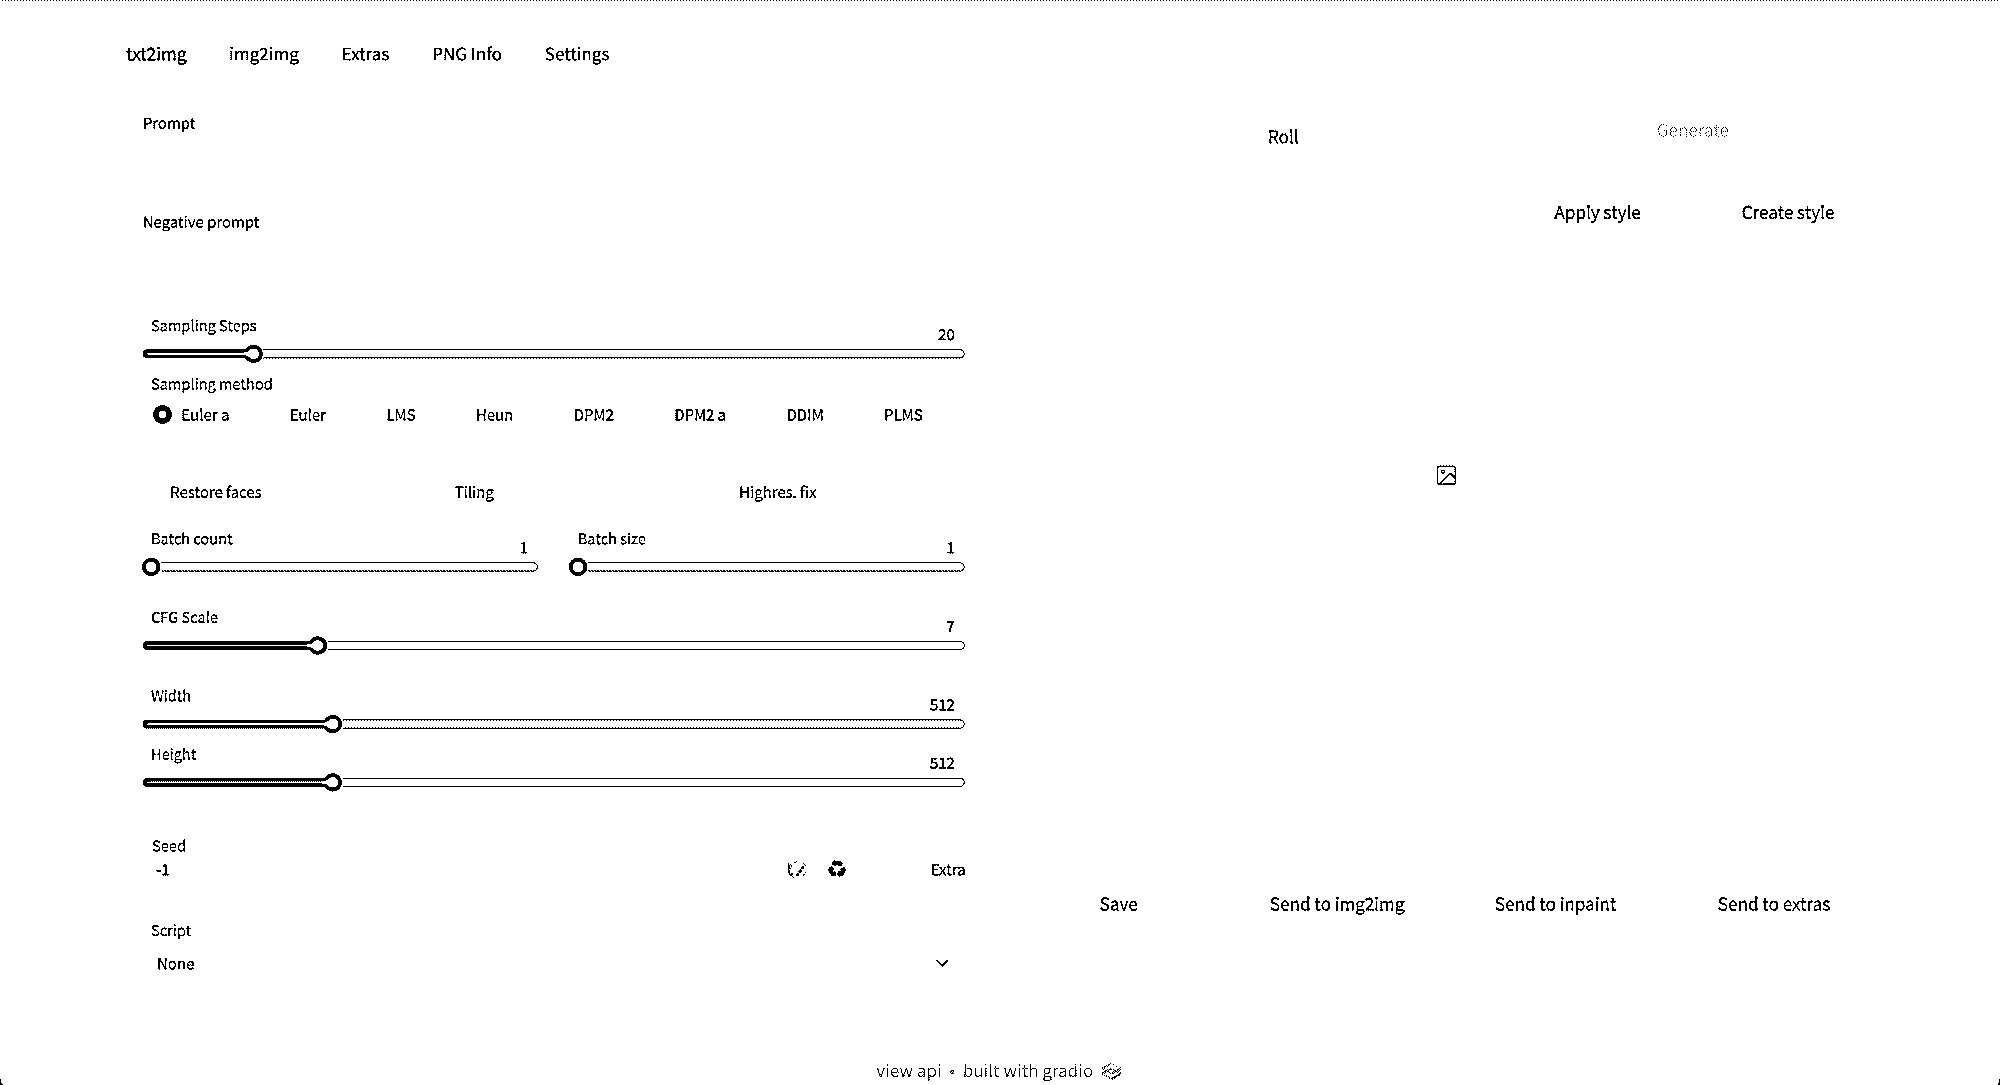 txt2img img2img Extras PNG Info Settings
Prompt
Roll
Generate
Negative prompt
Apply style Create style
Sampling Steps
20
Sampling method
Euler a Euler LMS Heun DPM2 DPM2 a DDIM PLMS
Restore faces Tiling Highres. fix
Batch count
1
Batch size
1
CFG Scale
7
Width
512
Height
512
Seed
-1
Extra
Save Send to img2img Send to inpaint Send to extras
Script
None
view api • built with gradio